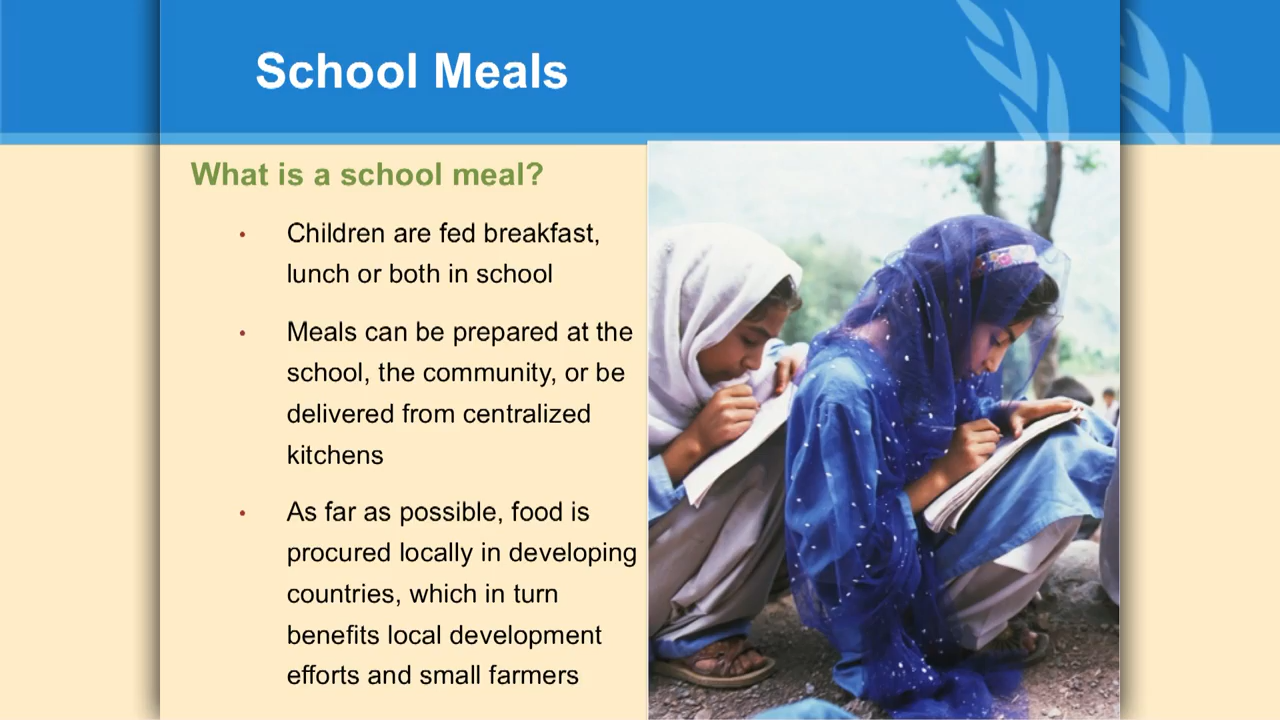 School Meals
What is a school meal?
• Children are fed breakfast,
lunch or both in school
• Meals can be prepared at the
school, the community, or be
delivered from centralized
kitchens
• As far as possible, food is
procured locally in developing
countries, which in turn
benefits local development
efforts and small farmers